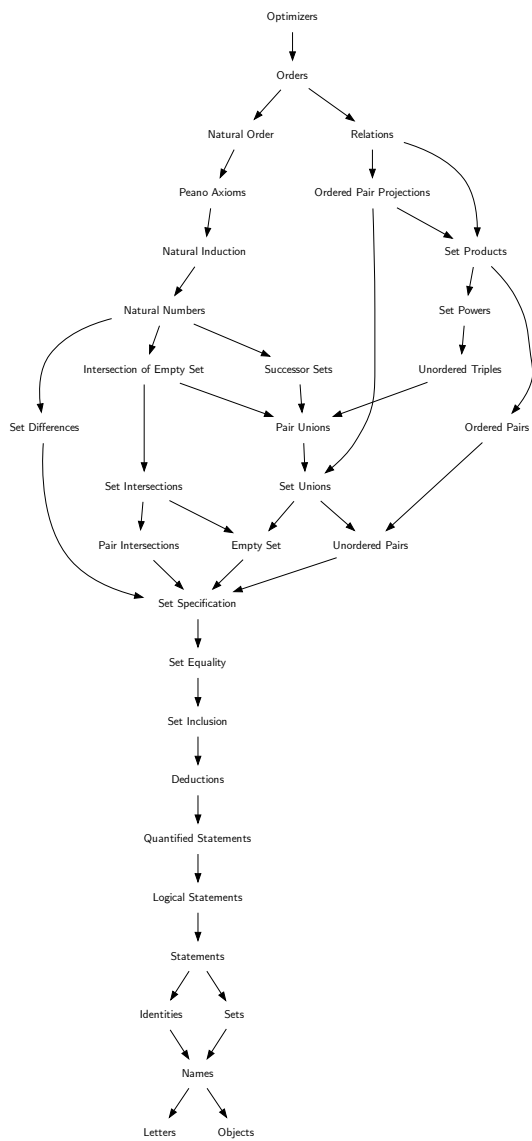 Optimizers
Orders
Natural Order
Relations
Peano Axioms
Ordered Pair Projections
Natural Induction
Set Products
Natural Numbers
Set Powers
Intersection of Empty Set
Successor Sets
Unordered Triples
Set Differences
Pair Unions
Ordered Pairs
Set Intersections
Set Unions
Pair Intersections
Empty Set
Unordered Pairs
Set Specification
Set Equality
Set Inclusion
Deductions
Quantified Statements
Logical Statements
Statements
Identities
Sets
Names
Letters
Objects